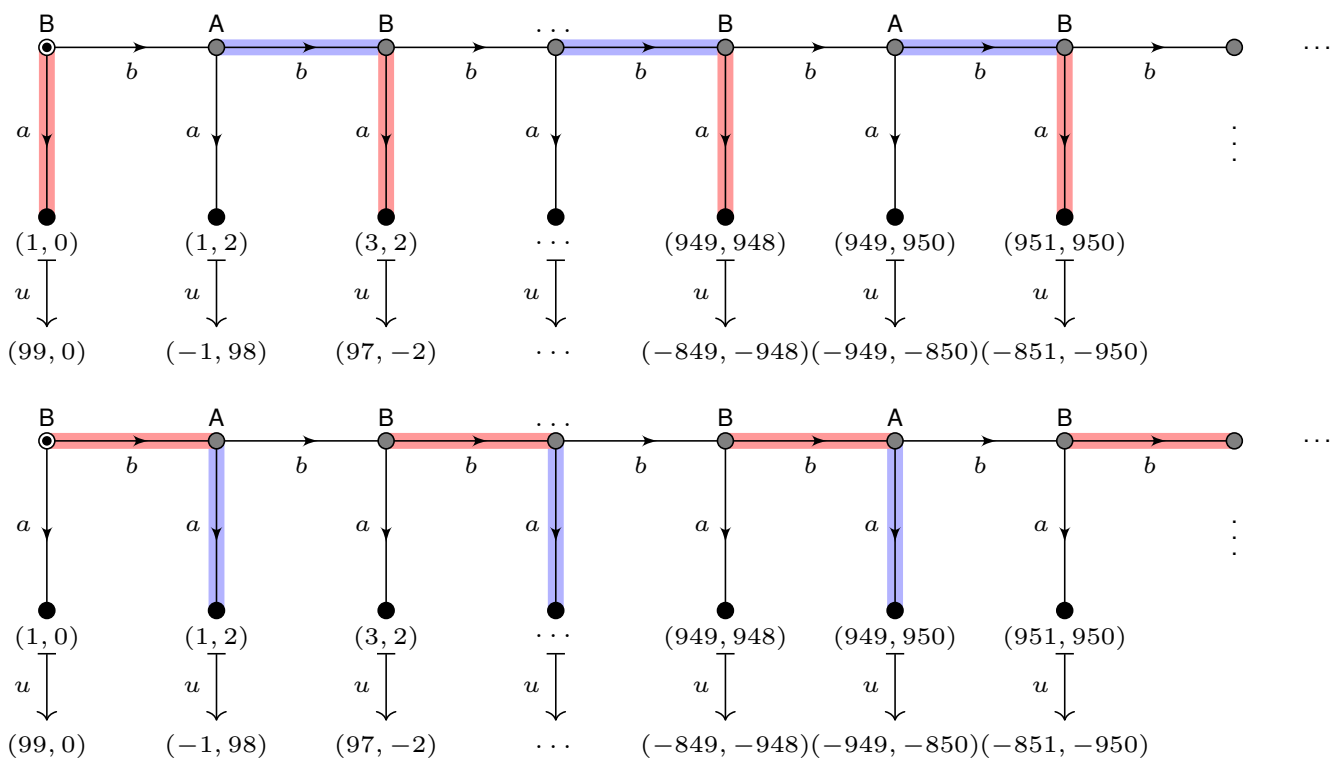 B A B ... B A B
b b b b b b b ...
a a a a a a a
(1, 0) (1, 2) (3, 2) ... (949, 948) (949, 950) (951, 950)
u u u u u u
(99, 0) (−1, 98) (97, −2) ... (−849, −948) (−949, −850) (−851, −950)
B A B ... B A B
b b b b b b b ...
a a a a a a a
(1, 0) (1, 2) (3, 2) ... (949, 948) (949, 950) (951, 950)
u u u u u u
(99, 0) (−1, 98) (97, −2) ... (−849, −948) (−949, −850) (−851, −950)